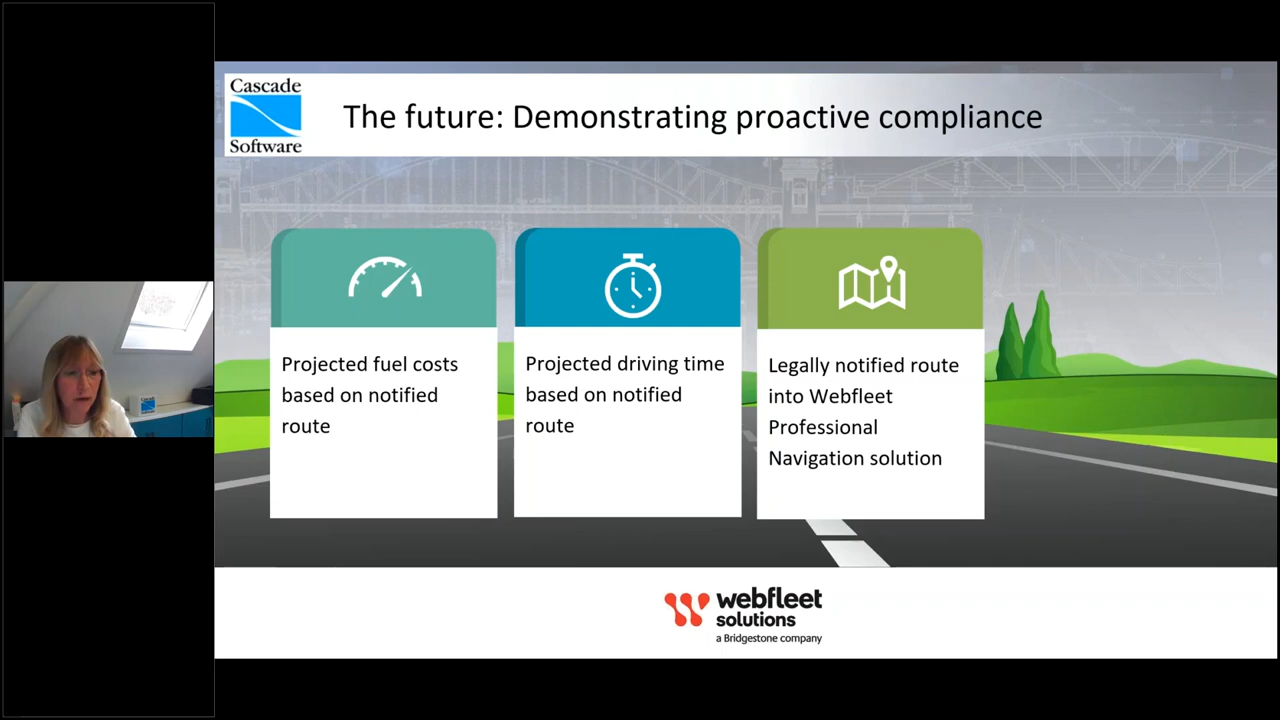 Cascade
Software
The future: Demonstrating proactive compliance
Projected fuel costs
based on notified
route
Projected driving time
based on notified
route
Legally notified route
into Webfleet
Professional
Navigation solution
webfleet
solutions
a Bridgestone company